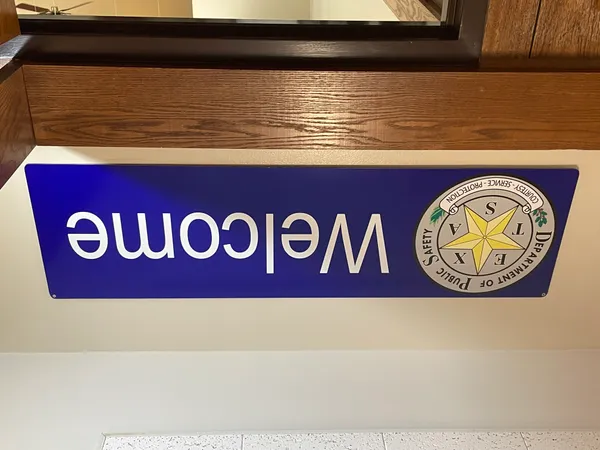 DEPARTMENT OF PUBLIC SAFETY
TEXAS
COURTESY - SERVICE - PROTECTION
Welcome